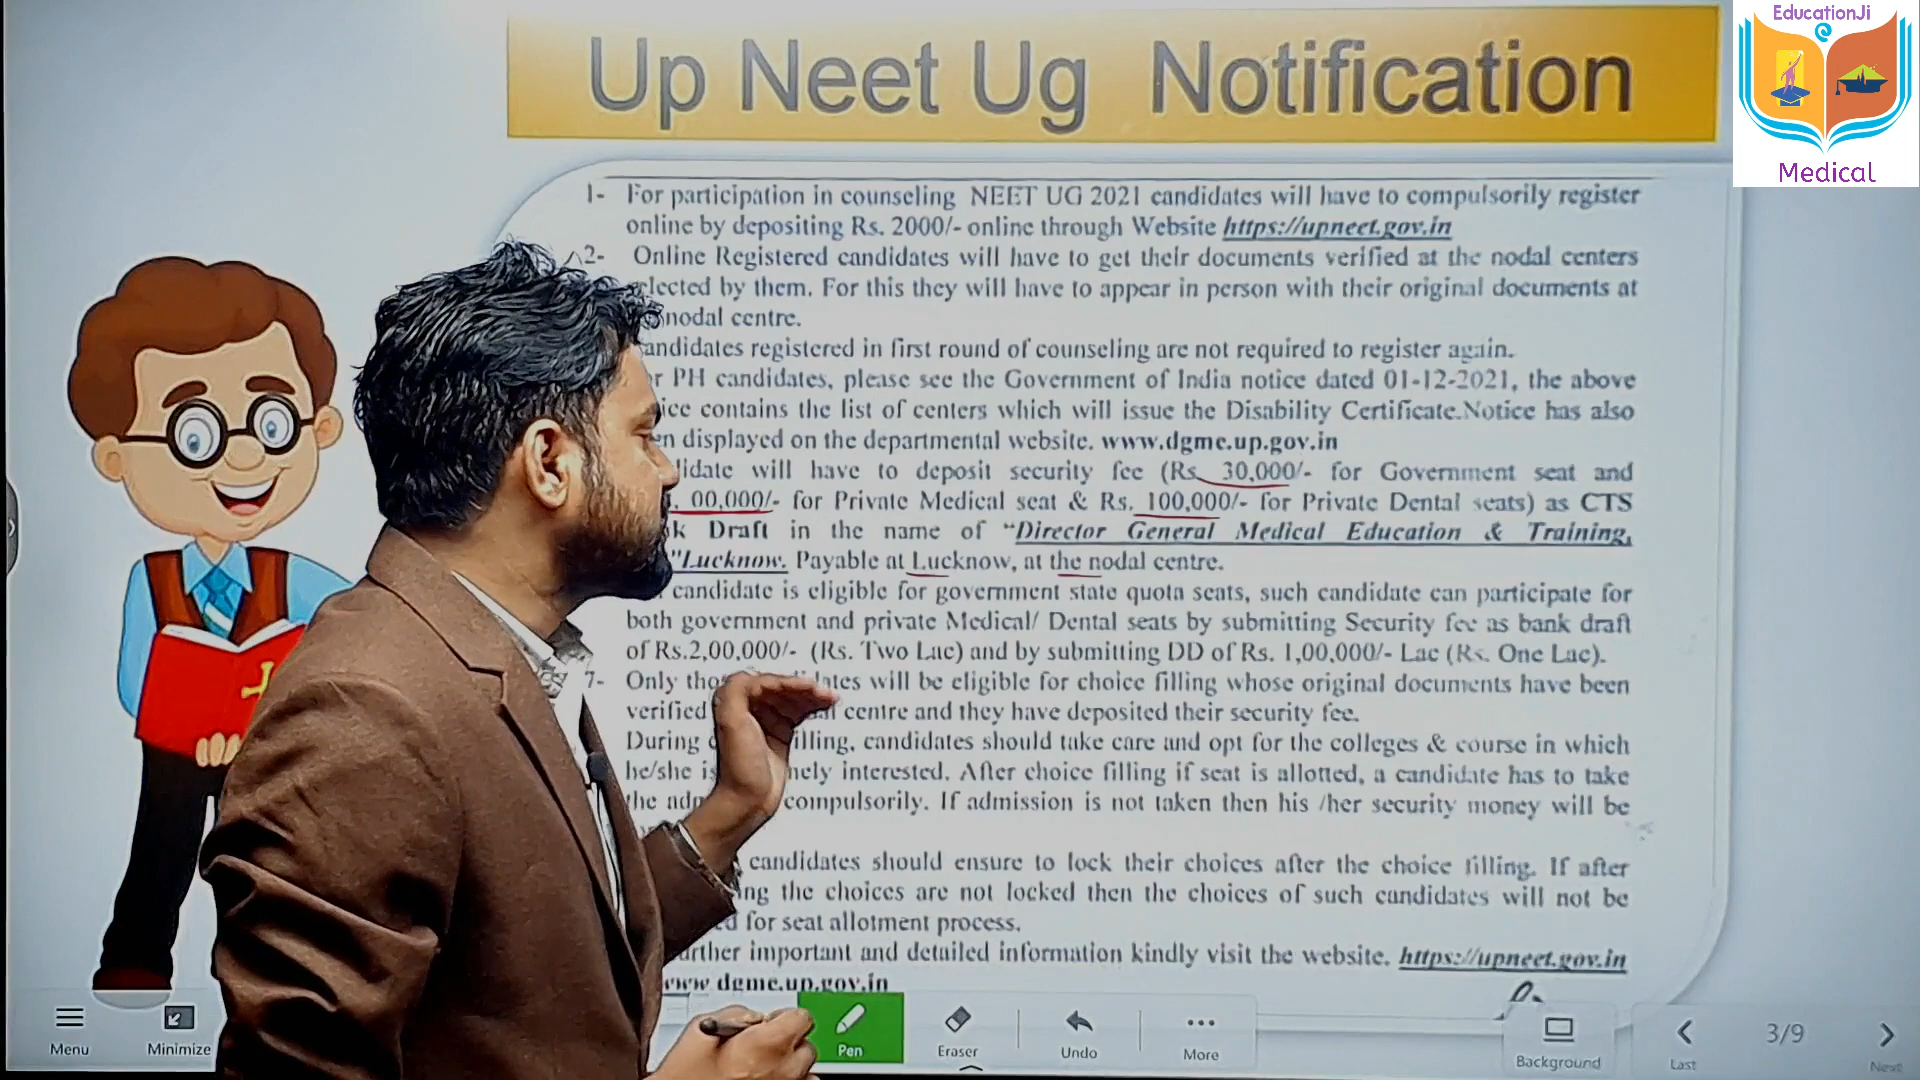 EducationJi
Medical
Up Neet Ug Notification
1- For participation in counseling NEET UG 2021 candidates will have to compulsorily register
online by depositing Rs. 2000/- online through Website https://upneet.gov.in
2- Online Registered candidates will have to get their documents verified at the nodal centers
by them. For this they will have to appear in person with their original documents at
nodal centre.
registered in first round of counseling are not required to register again.
PH candidates, please see the Government of India notice dated 01-12-2021, the above
contains the list of centers which will issue the Disability Certificate.Notice has also
displayed on the departmental website. www.dgme.up.gov.in
will have to deposit security fee (Rs. 30,000/- for Government seat and
00,000/- for Private Medical seat & Rs. 100,000/- for Private Dental seats) as CTS
Draft in the name of "Director General Medical Education & Training,
"Lucknow. Payable at Lucknow, at the nodal centre.
candidate is eligible for government state quota seats, such candidate can participate for
both government and private Medical/ Dental seats by submitting Security fee as bank draft
of Rs.2,00,000/- (Rs. Two Lac) and by submitting DD of Rs. 1,00,000/- Lac (Rs. One Lac).
7- Only will be eligible for choice filling whose original documents have been
verified centre and they have deposited their security fee.
During candidates should take care and opt for the colleges & course in which
he/she interested. After choice filling if seat is allotted, a candidate has to take
the compulsorily. If admission is not taken then his /her security money will be
candidates should ensure to lock their choices after the choice filling. If after
the choices are not locked then the choices of such candidates will not be
for seat allotment process.
important and detailed information kindly visit the website. https://upneet.gov.in
www.dgme.up.gov.in
Menu
Minimize
Pen
Eraser
Undo
More
Background
Last
3/9
Next